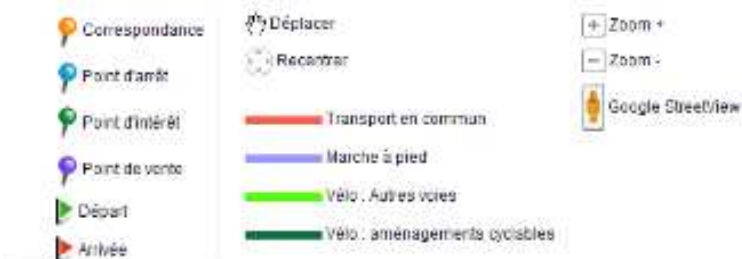 Correspondance
Point d'arrêt
Point d'intérêt
Point de vente
Départ
Arrivée
Déplacer
Recentrer
Transport en commun
Marche à pied
Vélo : Autres voies
Vélo : aménagements cyclables
Zoom +
Zoom -
Google StreetView